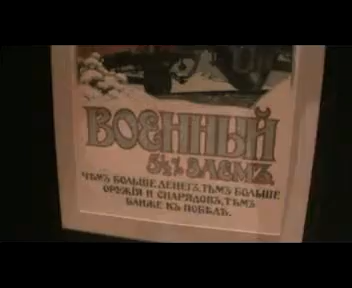 ВОЕННЫЙ
5½% ЗАЕМЪ
ЧѢМЪ БОЛЬШЕ ДЕНЕГЪ, ТѢМЪ БОЛЬШЕ
ОРУЖІЯ И СНАРЯДОВЪ, ТѢМЪ
БЛИЖЕ КЪ ПОБѢДѢ.